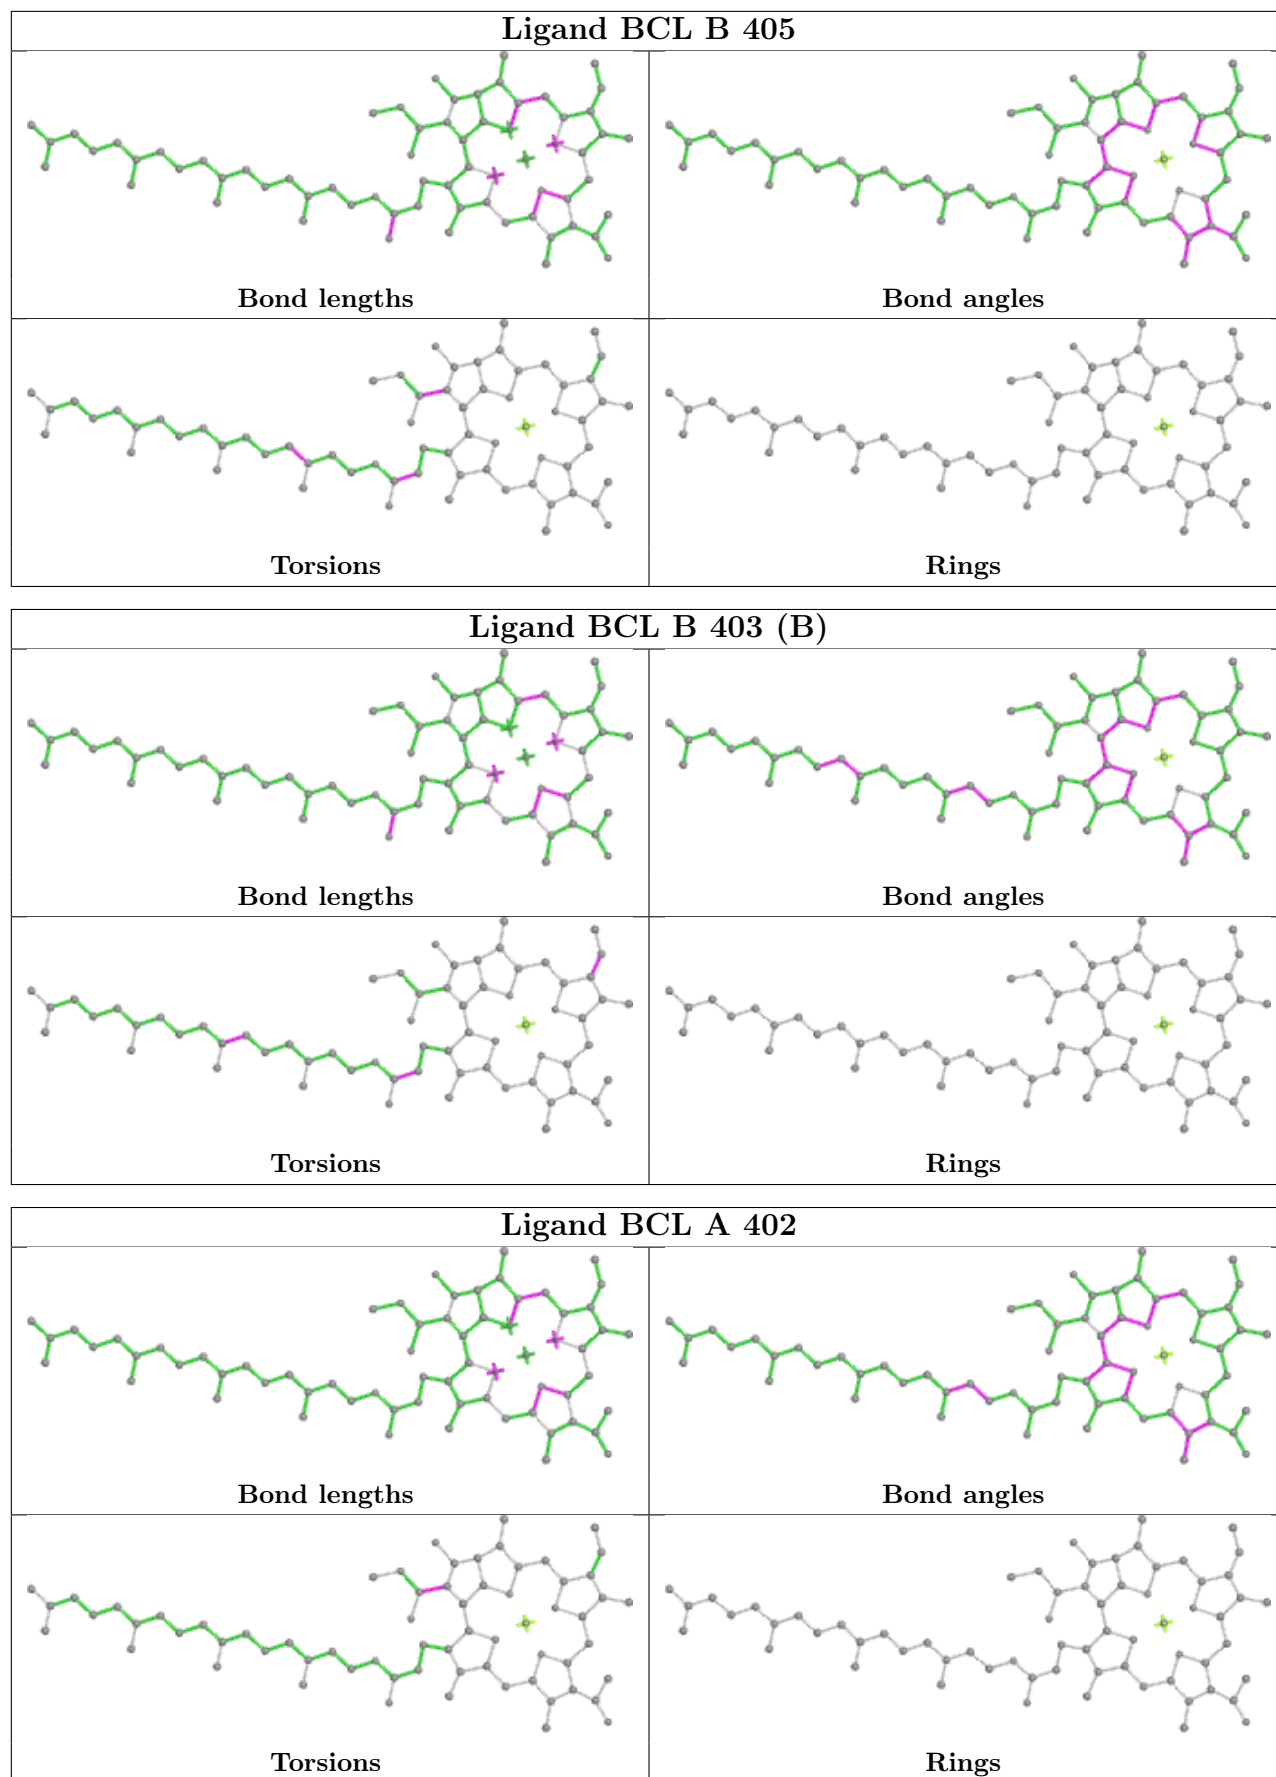 Ligand BCL B 405
Bond lengths
Bond angles
Torsions
Rings
Ligand BCL B 403 (B)
Bond lengths
Bond angles
Torsions
Rings
Ligand BCL A 402
Bond lengths
Bond angles
Torsions
Rings